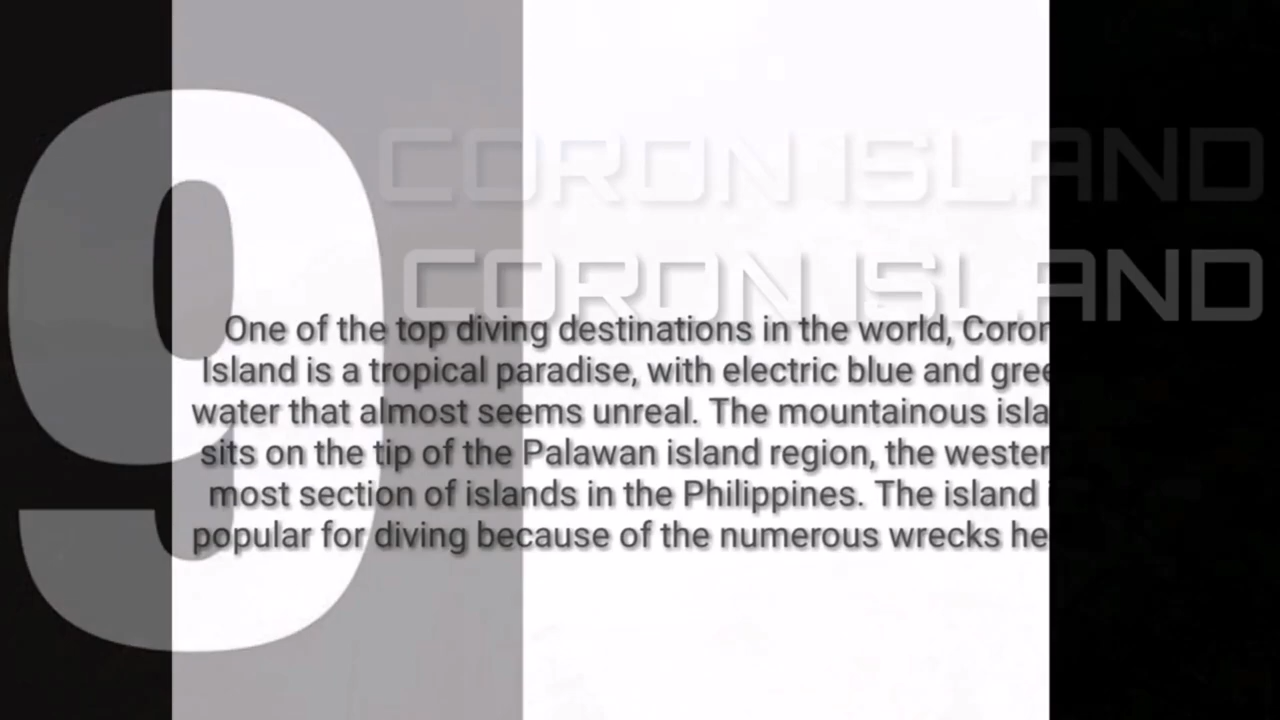 9
CORON ISLAND
CORON ISLAND
One of the top diving destinations in the world, Coron
Island is a tropical paradise, with electric blue and gree
water that almost seems unreal. The mountainous isla
sits on the tip of the Palawan island region, the wester
most section of islands in the Philippines. The island
popular for diving because of the numerous wrecks he